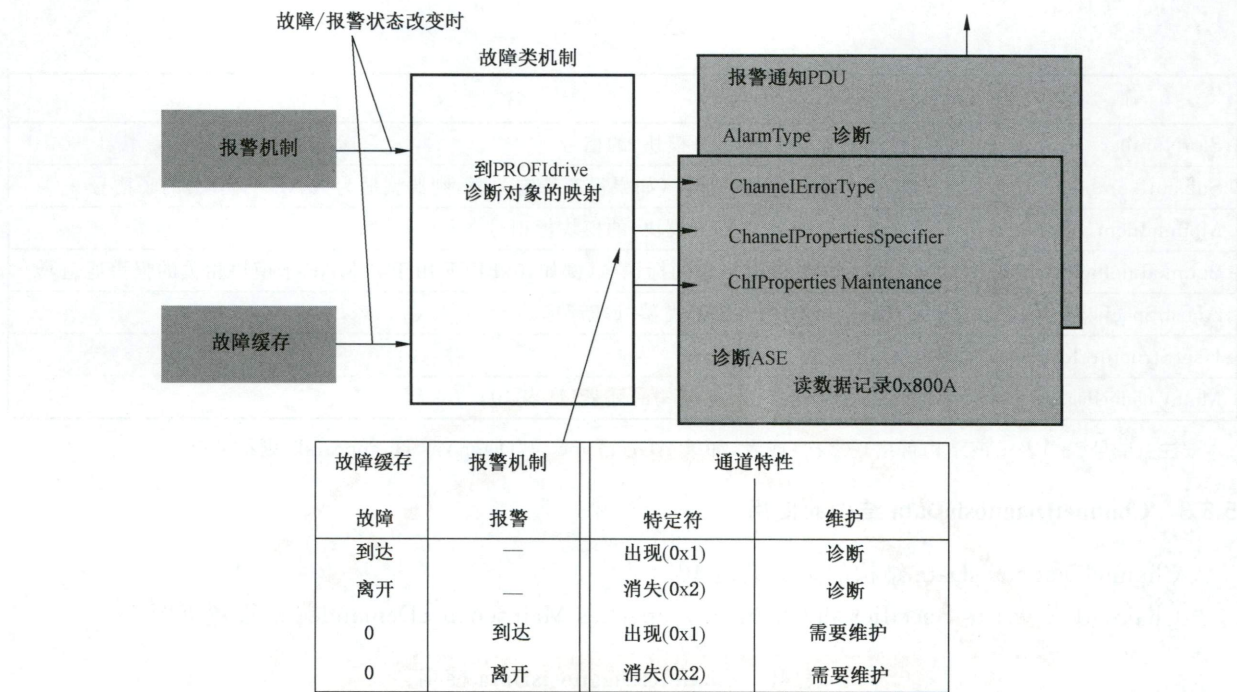 故障/报警状态改变时
故障类机制
报警机制
故障缓存
到PROFIdrive
诊断对象的映射
报警通知PDU
AlarmType 诊断
ChannelErrorType
ChannelPropertiesSpecifier
ChlProperties Maintenance
诊断ASE
读数据记录0x800A
故障缓存 报警机制 通道特性
故障 报警 特定符 维护
到达 — 出现(0x1) 诊断
离开 — 消失(0x2) 诊断
0 到达 出现(0x1) 需要维护
0 离开 消失(0x2) 需要维护